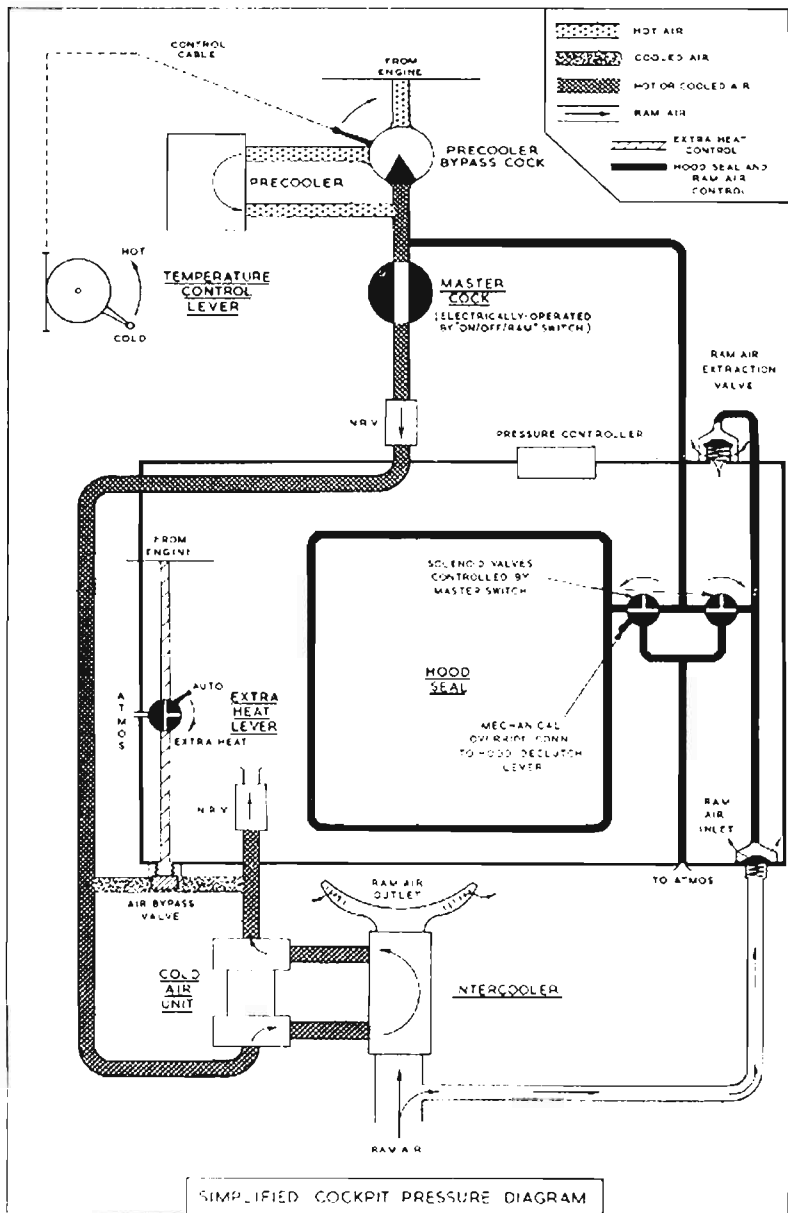 CONTROL
CABLE
FROM
ENGINE
HOT AIR
COOLED AIR
HOT OR COOLED AIR
RAM AIR
EXTRA HEAT
CONTROL
HOOD SEAL AND
RAM AIR
CONTROL
PRECOOLER
BYPASS COCK
PRECOOLER
HOT
TEMPERATURE
CONTROL
LEVER
COLD
MASTER
COCK
(ELECTRICALLY-OPERATED
BY "ON/OFF/RAM" SWITCH)
RAM AIR
EXTRACTION
VALVE
N.R.V.
PRESSURE CONTROLLER
FROM
ENGINE
SOLENOID VALVES
CONTROLLED BY
MASTER SWITCH
HOOD
SEAL
ATMOS
AUTO
EXTRA
HEAT
LEVER
EXTRA HEAT
MECHANICAL
OVERRIDE CONN.
TO HOOD DECLUTCH
LEVER
N.R.V.
RAM
AIR
INLET
TO ATMOS
AIR BYPASS
VALVE
RAM AIR
OUTLET
COLD
AIR
UNIT
INTERCOOLER
RAM AIR
SIMPLIFIED COCKPIT PRESSURE DIAGRAM